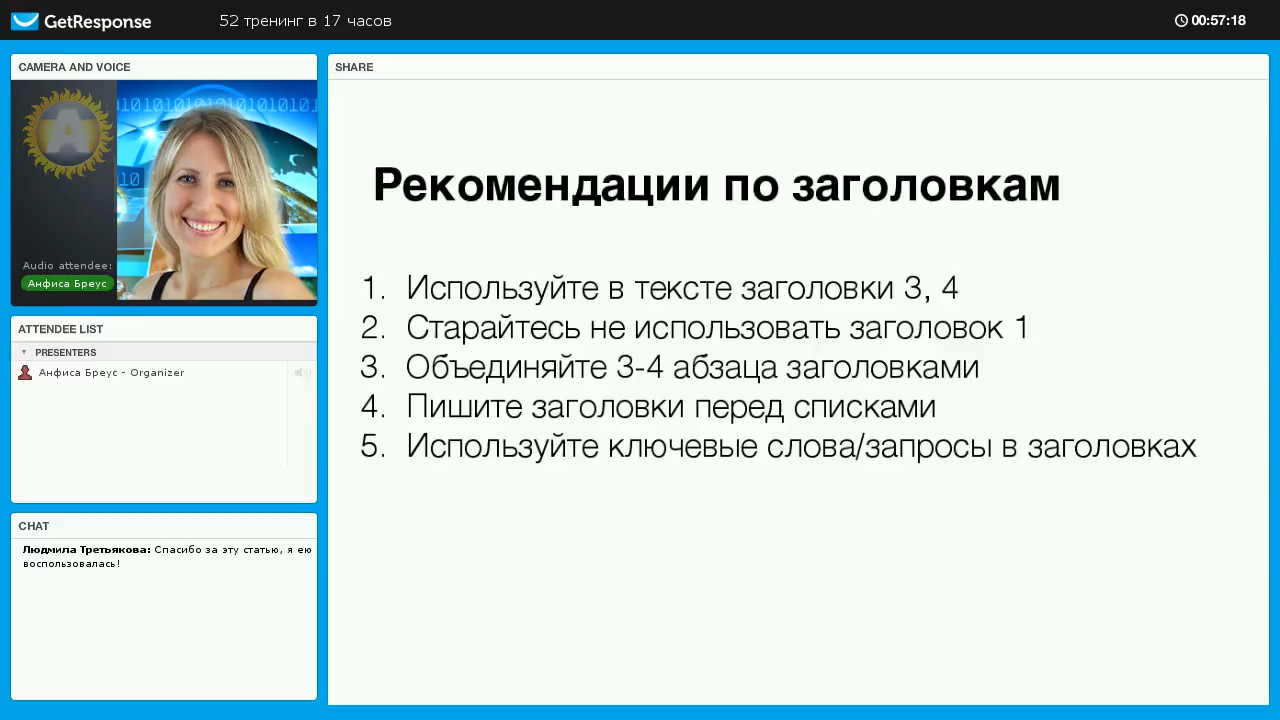 GetResponse
52 тренинг в 17 часов
00:57:18
CAMERA AND VOICE
A
Audio attendee:
Анфиса Бреус
ATTENDEE LIST
PRESENTERS
Анфиса Бреус - Organizer
CHAT
Людмила Третьякова: Спасибо за эту статью, я ею
воспользовалась!
SHARE
Рекомендации по заголовкам
1. Используйте в тексте заголовки 3, 4
2. Старайтесь не использовать заголовок 1
3. Объединяйте 3-4 абзаца заголовками
4. Пишите заголовки перед списками
5. Используйте ключевые слова/запросы в заголовках